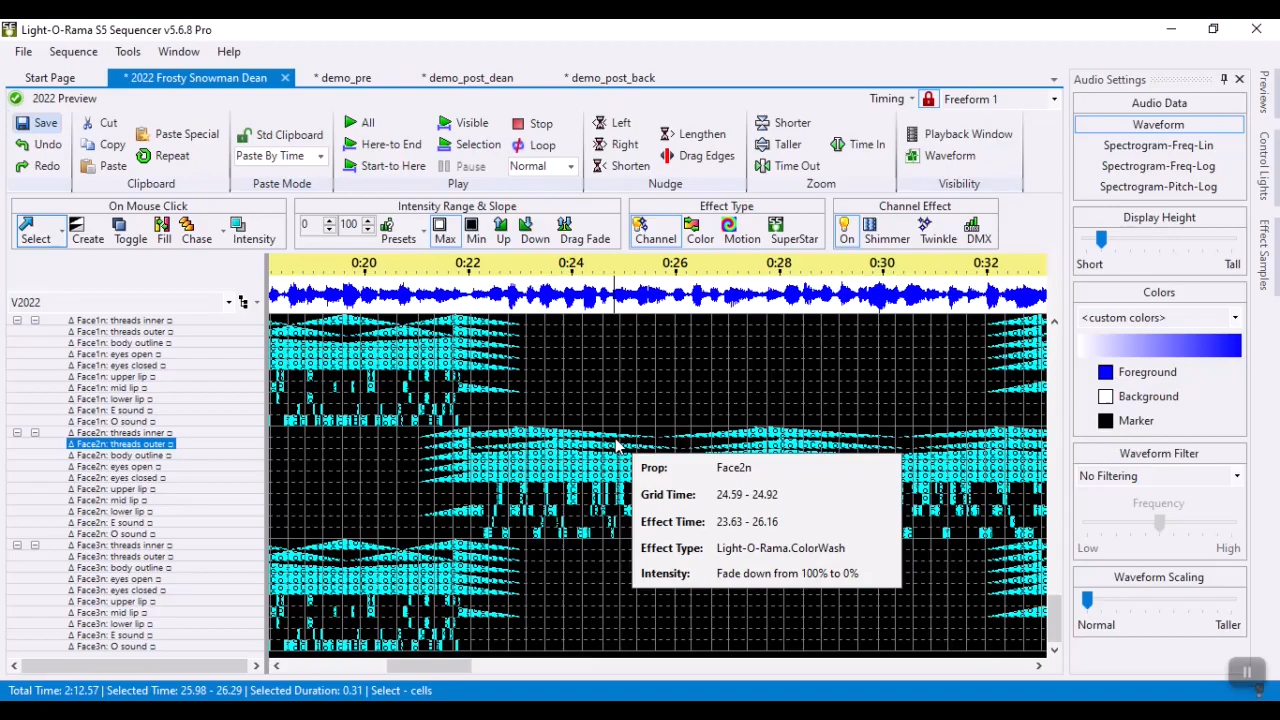 Light-O-Rama S5 Sequencer v5.6.8 Pro
File Sequence Tools Window Help
Start Page * 2022 Frosty Snowman Dean * demo_pre * demo_post_dean * demo_post_back
2022 Preview Timing Freeform 1
Save Cut Paste Special Std Clipboard All Visible Stop Left Lengthen Shorter Playback Window
Undo Copy Here-to End Selection Loop Right Taller Time In
Redo Paste Repeat Paste By Time Start-to Here Pause Normal Shorten Drag Edges Time Out Waveform
Clipboard Paste Mode Play Nudge Zoom Visibility
On Mouse Click Intensity Range & Slope Effect Type Channel Effect
0 100
Select Create Toggle Fill Chase Intensity Presets Max Min Up Down Drag Fade Channel Color Motion SuperStar On Shimmer Twinkle DMX
0:20 0:22 0:24 0:26 0:28 0:30 0:32
V2022
Face1n: threads inner
Face1n: threads outer
Face1n: body outline
Face1n: eyes open
Face1n: eyes closed
Face1n: upper lip
Face1n: mid lip
Face1n: lower lip
Face1n: E sound
Face1n: O sound
Face2n: threads inner
Face2n: threads outer
Face2n: body outline
Face2n: eyes open
Face2n: eyes closed
Face2n: upper lip
Face2n: mid lip
Face2n: lower lip
Face2n: E sound
Face2n: O sound
Face3n: threads inner
Face3n: threads outer
Face3n: body outline
Face3n: eyes open
Face3n: eyes closed
Face3n: upper lip
Face3n: mid lip
Face3n: lower lip
Face3n: E sound
Face3n: O sound
Prop: Face2n
Grid Time: 24.59 - 24.92
Effect Time: 23.63 - 26.16
Effect Type: Light-O-Rama.ColorWash
Intensity: Fade down from 100% to 0%
Audio Settings
Audio Data
Waveform
Spectrogram-Freq-Lin
Spectrogram-Freq-Log
Spectrogram-Pitch-Log
Display Height
Short Tall
Colors
<custom colors>
Foreground
Background
Marker
Waveform Filter
No Filtering
Frequency
Low High
Waveform Scaling
Normal Taller
Previews
Control Lights
Effect Samples
Total Time: 2:12.57 | Selected Time: 25.98 - 26.29 | Selected Duration: 0.31 | Select - cells